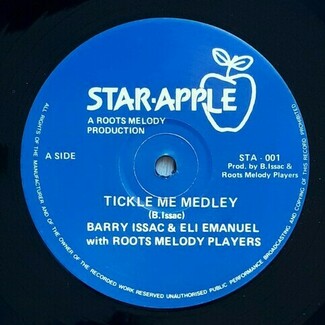 STAR·APPLE
A ROOTS MELODY
PRODUCTION
A SIDE
STA - 001
Prod. by B.Issac &
Roots Melody Players
TICKLE ME MEDLEY
(B.Issac)
BARRY ISSAC & ELI EMANUEL
with ROOTS MELODY PLAYERS
ALL RIGHTS OF THE MANUFACTURER AND OF THE OWNER OF THE RECORDED WORK RESERVED UNAUTHORISED PUBLIC PERFORMANCE BROADCASTING AND COPYING OF THIS RECORD PROHIBITED